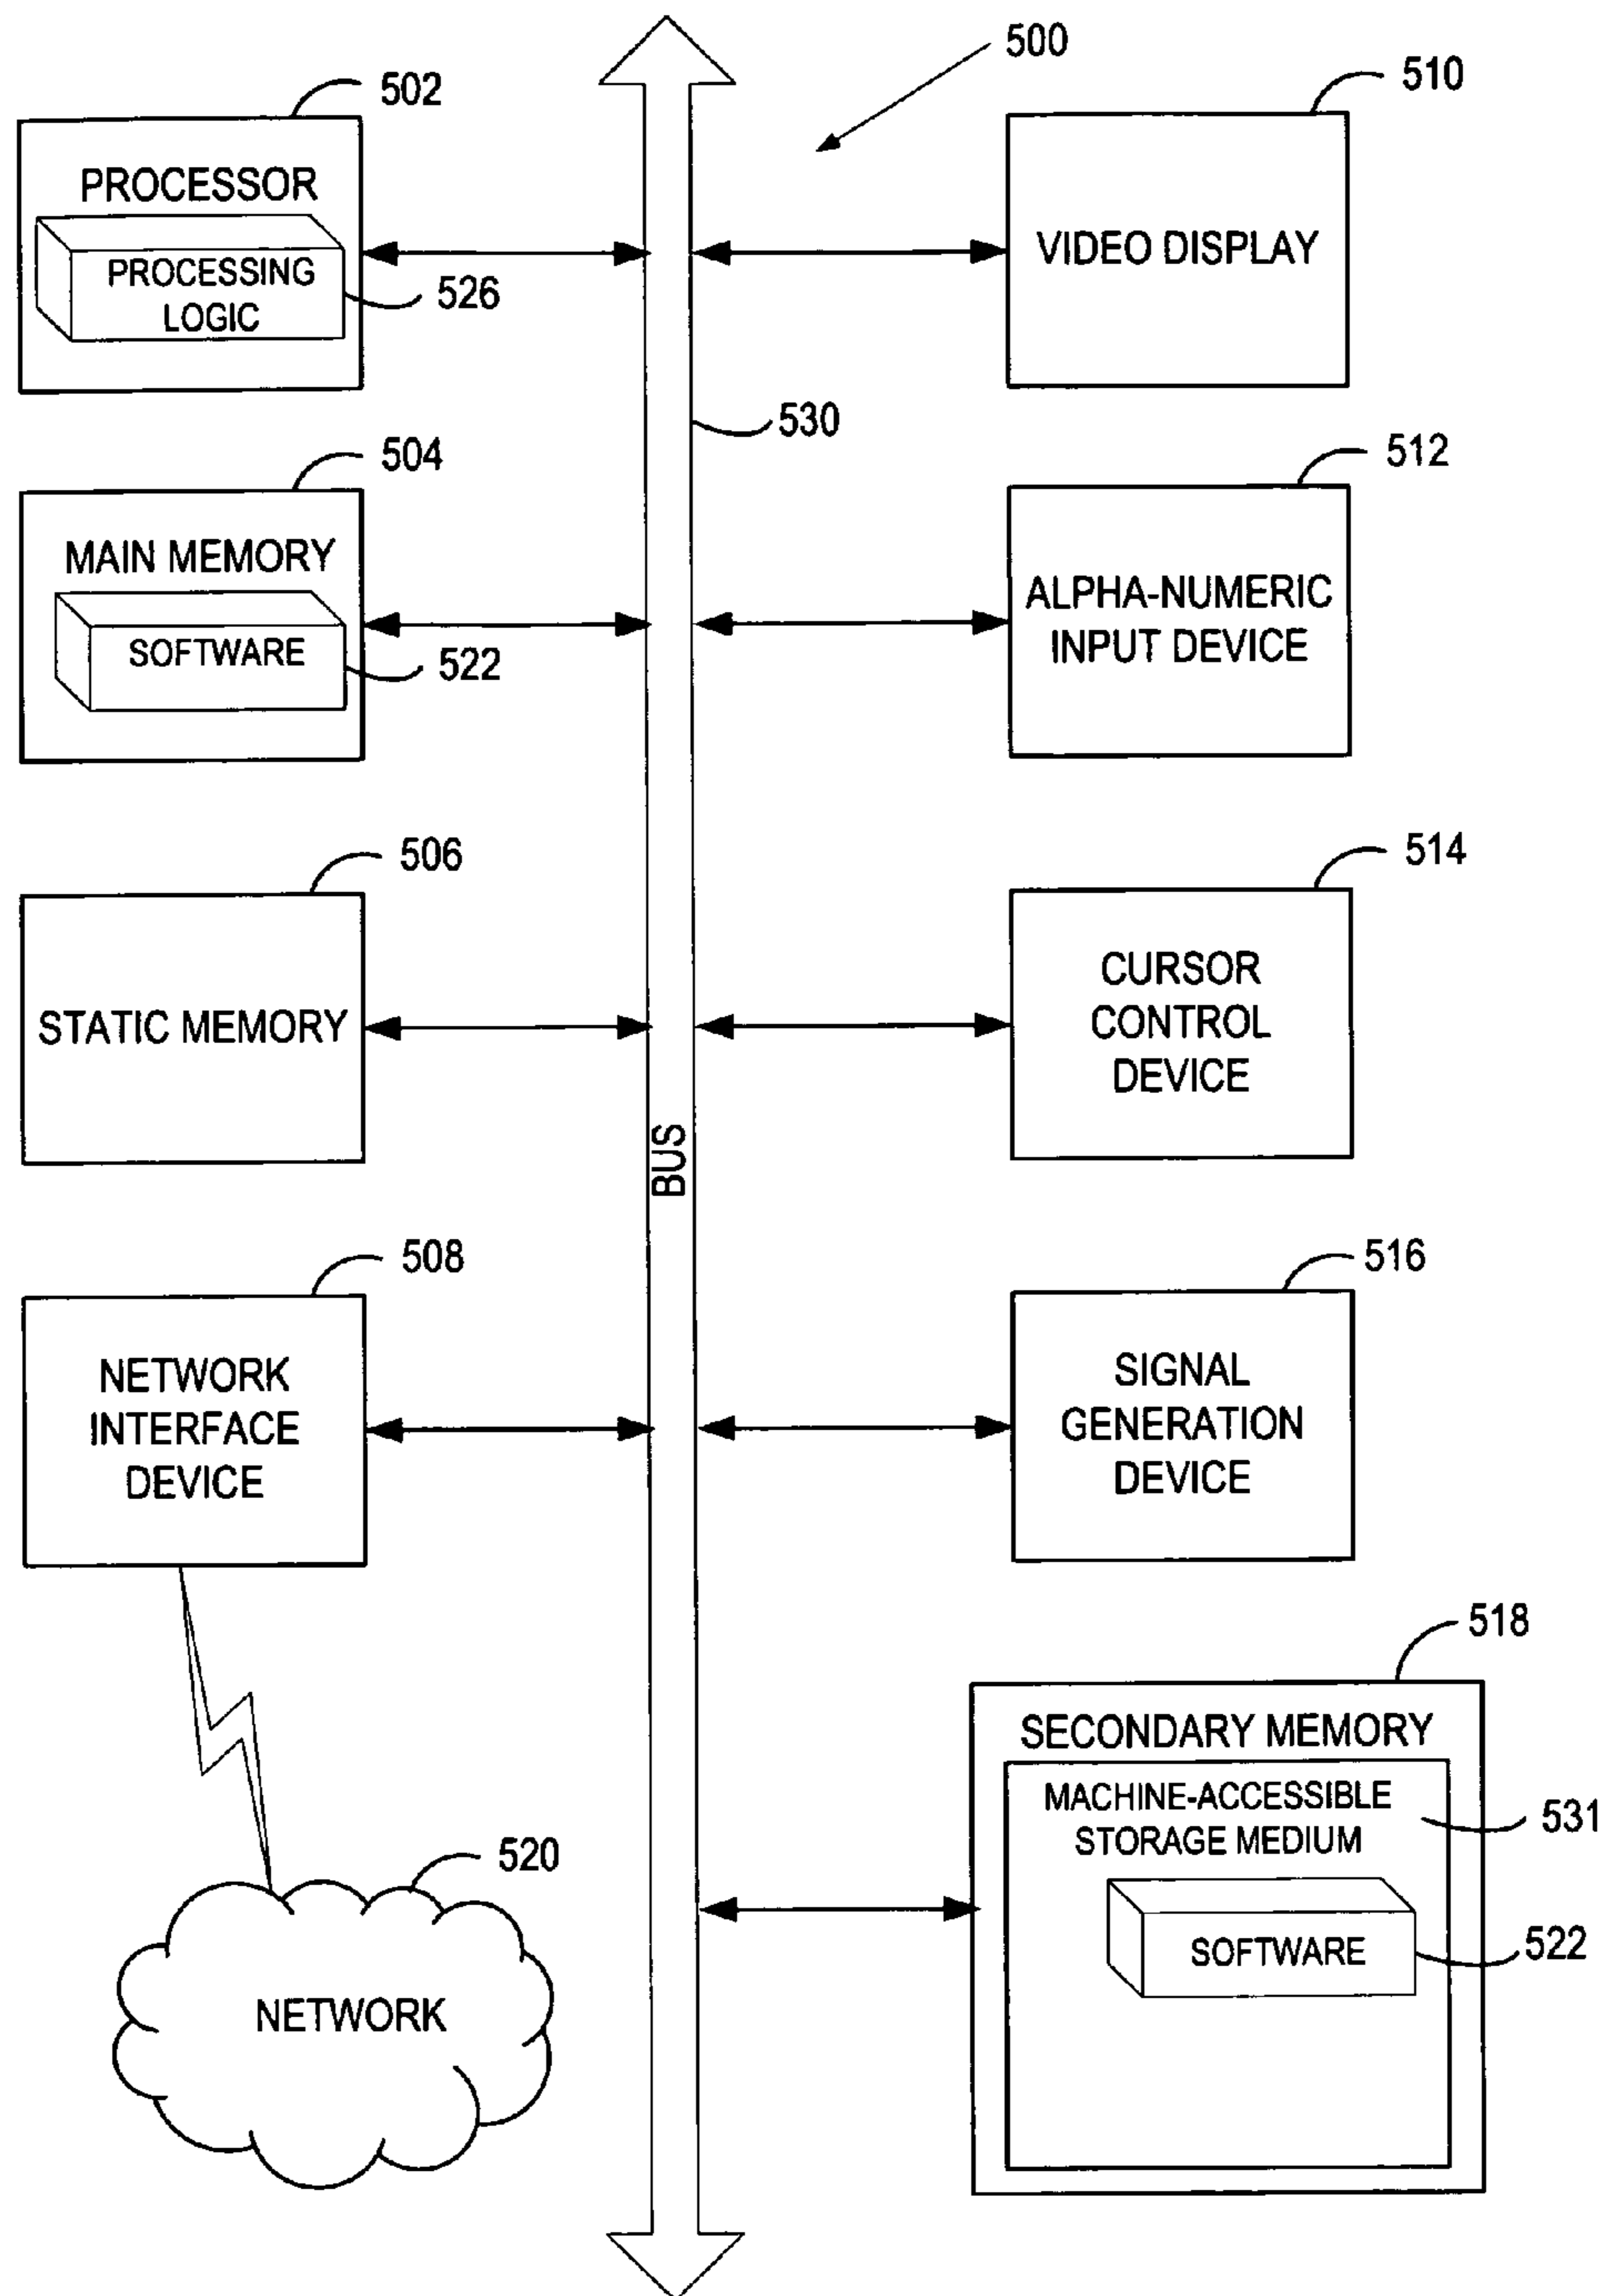 500
502
PROCESSOR
PROCESSING
LOGIC
526
510
VIDEO DISPLAY
530
504
MAIN MEMORY
SOFTWARE
522
512
ALPHA-NUMERIC
INPUT DEVICE
506
STATIC MEMORY
514
CURSOR
CONTROL
DEVICE
BUS
508
NETWORK
INTERFACE
DEVICE
516
SIGNAL
GENERATION
DEVICE
518
SECONDARY MEMORY
MACHINE-ACCESSIBLE
STORAGE MEDIUM
531
SOFTWARE
522
520
NETWORK